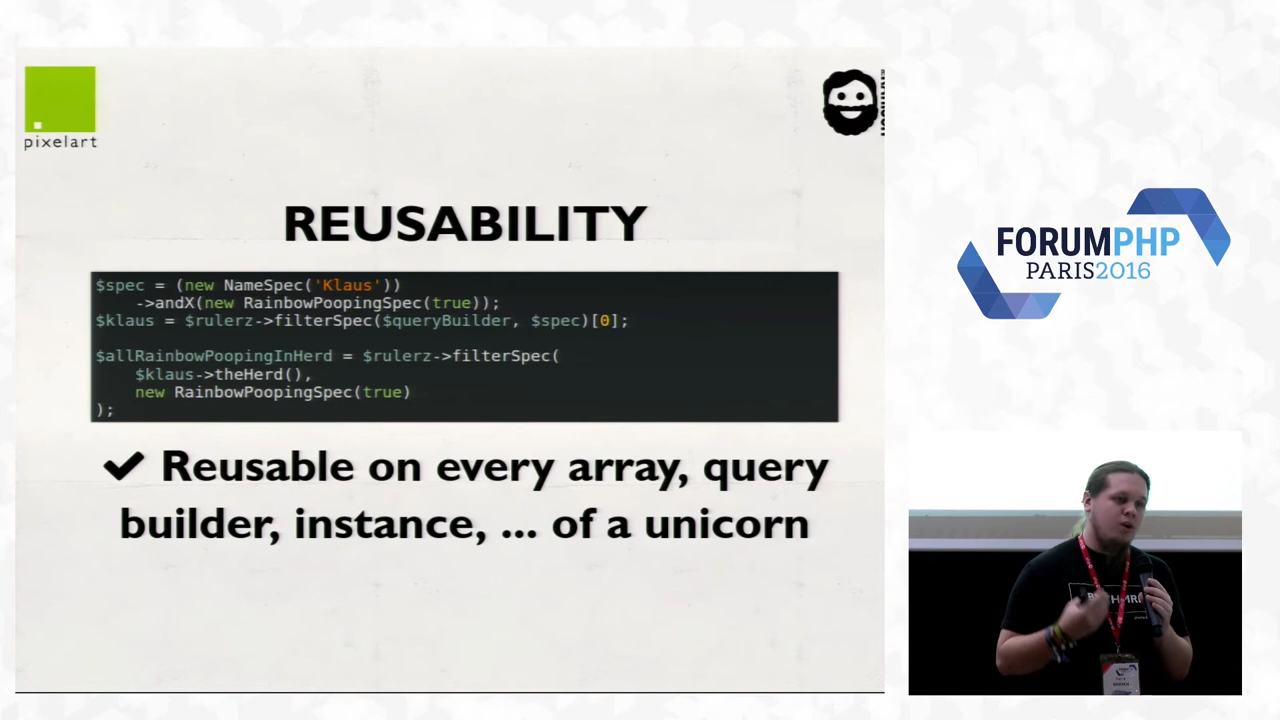 pixelart
REUSABILITY
$spec = (new NameSpec('Klaus'))
    ->andX(new RainbowPoopingSpec(true));
$klaus = $rulerz->filterSpec($queryBuilder, $spec)[0];
$allRainbowPoopingInHerd = $rulerz->filterSpec(
    $klaus->theHerd(),
    new RainbowPoopingSpec(true)
);
✔ Reusable on every array, query
builder, instance, ... of a unicorn
FORUMPHP
PARIS2016